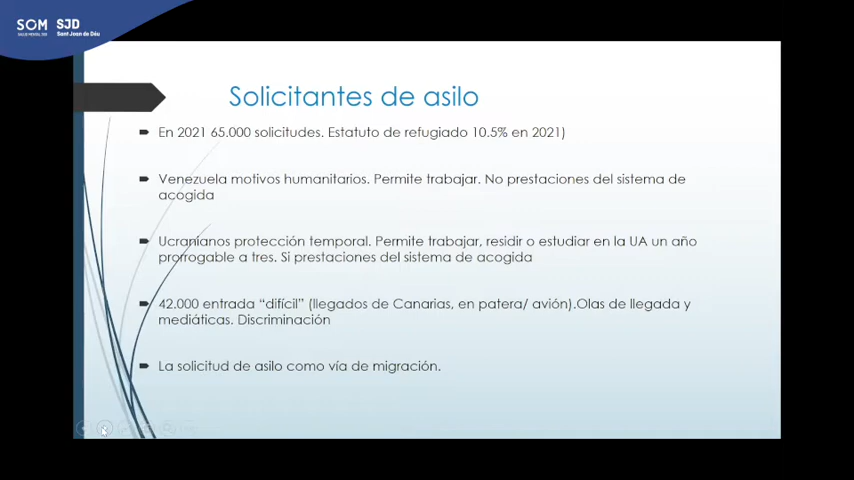 SOM SJD
SALUD MENTAL 360 Sant Joan de Déu
Solicitantes de asilo
En 2021 65.000 solicitudes. Estatuto de refugiado 10.5% en 2021)
Venezuela motivos humanitarios. Permite trabajar. No prestaciones del sistema de
acogida
Ucranianos protección temporal. Permite trabajar, residir o estudiar en la UA un año
prorrogable a tres. Si prestaciones del sistema de acogida
42.000 entrada “difícil” (llegados de Canarias, en patera/ avión).Olas de llegada y
mediáticas. Discriminación
La solicitud de asilo como vía de migración.